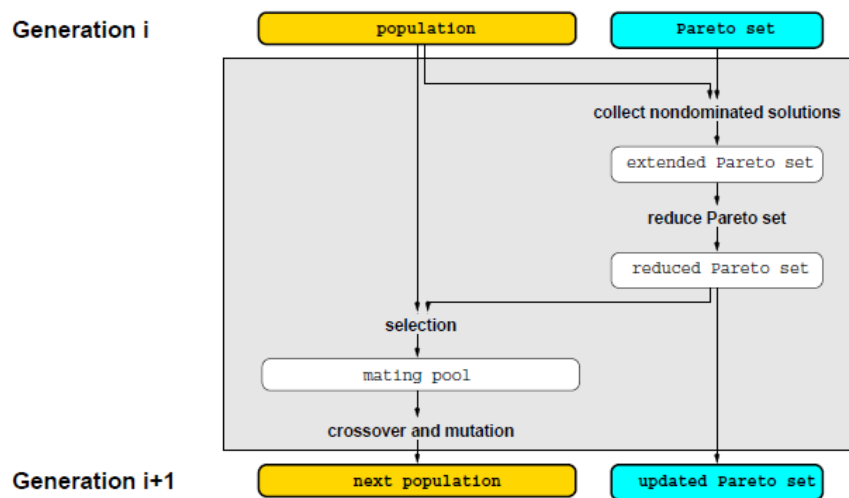 Generation i
population
Pareto set
collect nondominated solutions
extended Pareto set
reduce Pareto set
reduced Pareto set
selection
mating pool
crossover and mutation
Generation i+1
next population
updated Pareto set